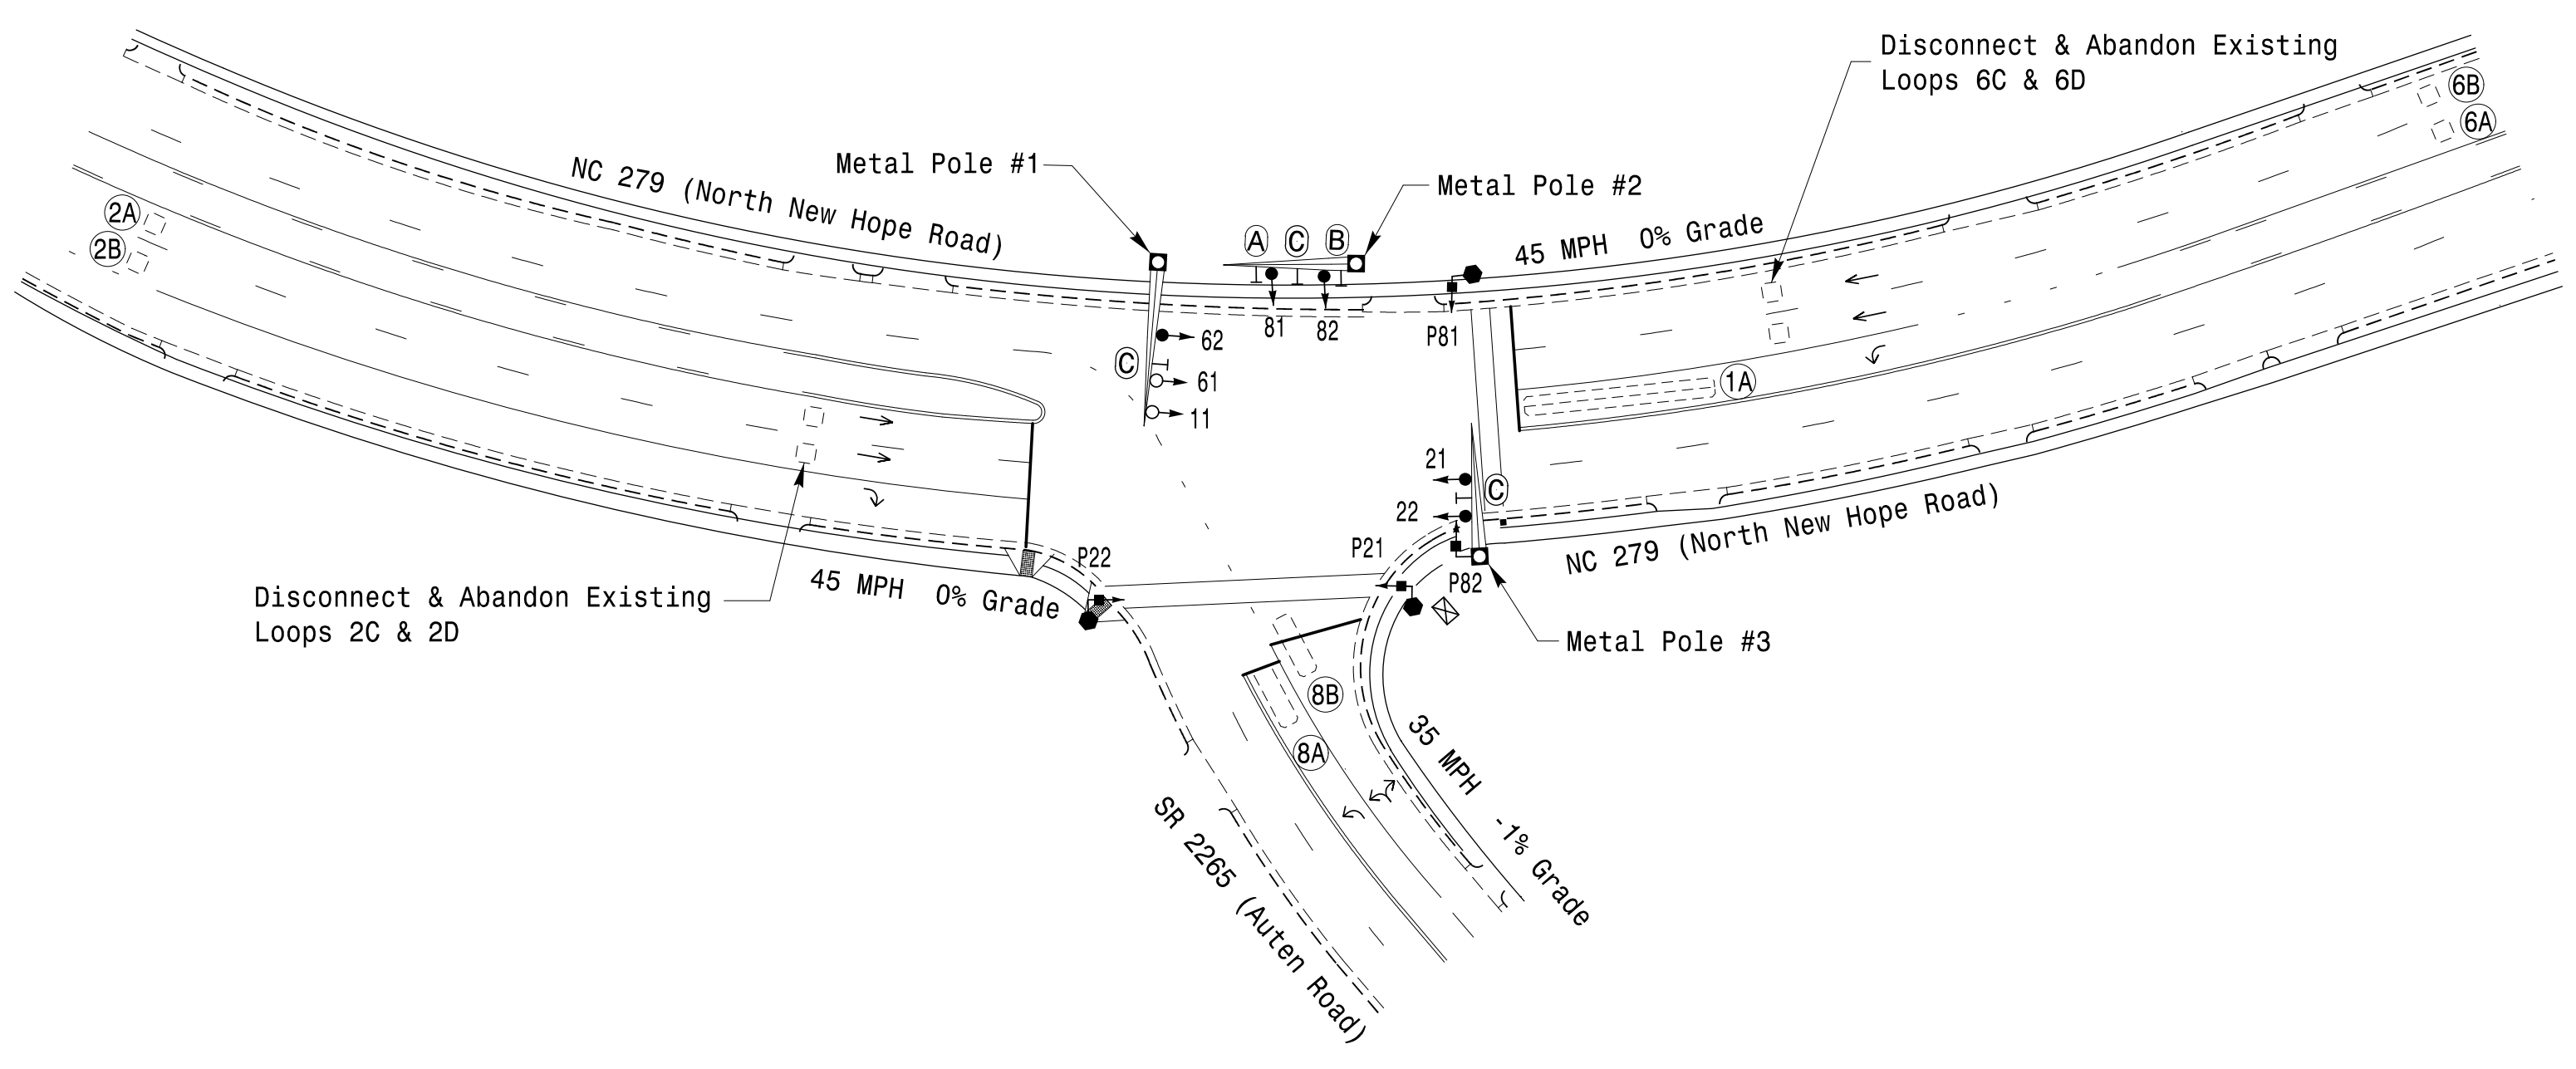 Disconnect & Abandon Existing
Loops 6C & 6D
6B
6A
NC 279 (North New Hope Road)
Metal Pole #1
Metal Pole #2
2A
2B
A
C
B
45 MPH 0% Grade
81
82
P81
62
C
61
11
1A
21
C
22
P22
P21
P82
NC 279 (North New Hope Road)
45 MPH 0% Grade
Disconnect & Abandon Existing
Loops 2C & 2D
Metal Pole #3
8B
8A
35 MPH -1% Grade
SR 2265 (Auten Road)